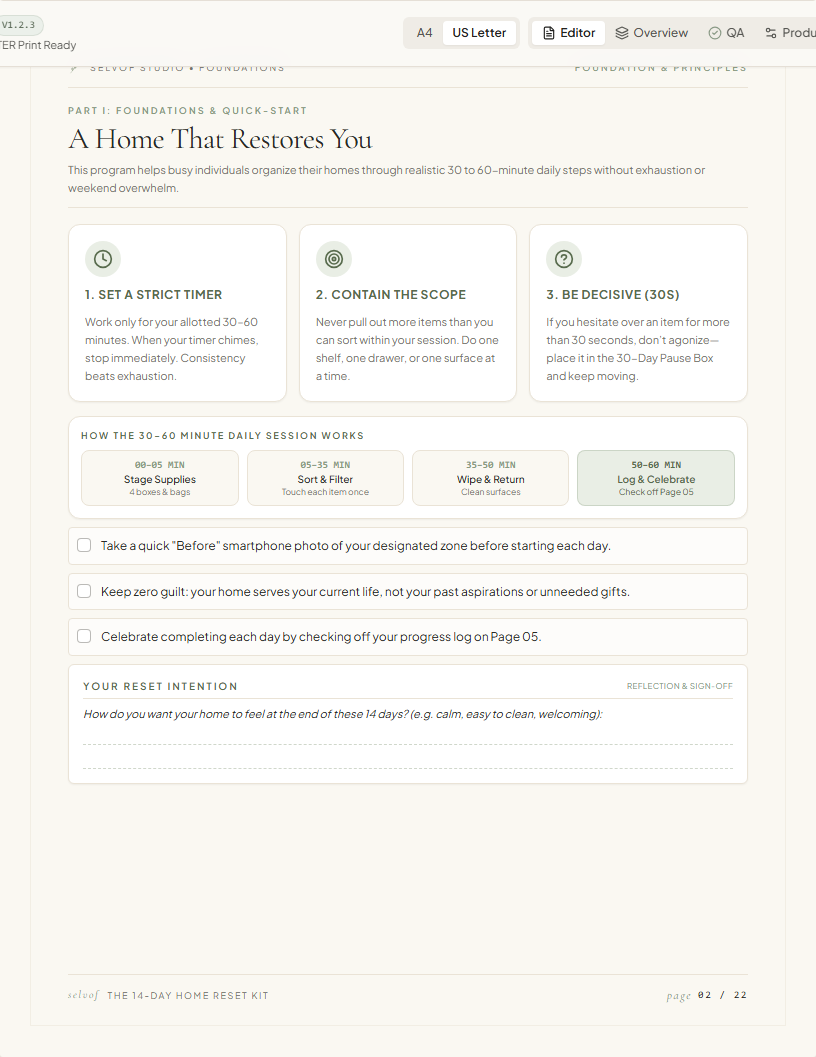 V1.2.3
TER Print Ready
A4
US Letter
Editor
Overview
QA
SELVOF STUDIO • FOUNDATIONS
FOUNDATION & PRINCIPLES
PART I: FOUNDATIONS & QUICK-START
A Home That Restores You
This program helps busy individuals organize their homes through realistic 30 to 60-minute daily steps without exhaustion or
weekend overwhelm.
1. SET A STRICT TIMER
Work only for your allotted 30–60
minutes. When your timer chimes,
stop immediately. Consistency
beats exhaustion.
2. CONTAIN THE SCOPE
Never pull out more items than you
can sort within your session. Do one
shelf, one drawer, or one surface at
a time.
3. BE DECISIVE (30S)
If you hesitate over an item for more
than 30 seconds, don't agonize—
place it in the 30-Day Pause Box
and keep moving.
HOW THE 30–60 MINUTE DAILY SESSION WORKS
00-05 MIN
Stage Supplies
4 boxes & bags
05-35 MIN
Sort & Filter
Touch each item once
35-50 MIN
Wipe & Return
Clean surfaces
50-60 MIN
Log & Celebrate
Check off Page 05
Take a quick "Before" smartphone photo of your designated zone before starting each day.
Keep zero guilt: your home serves your current life, not your past aspirations or unneeded gifts.
Celebrate completing each day by checking off your progress log on Page 05.
YOUR RESET INTENTION
REFLECTION & SIGN-OFF
How do you want your home to feel at the end of these 14 days? (e.g. calm, easy to clean, welcoming):
selvof THE 14-DAY HOME RESET KIT
page 02 / 22